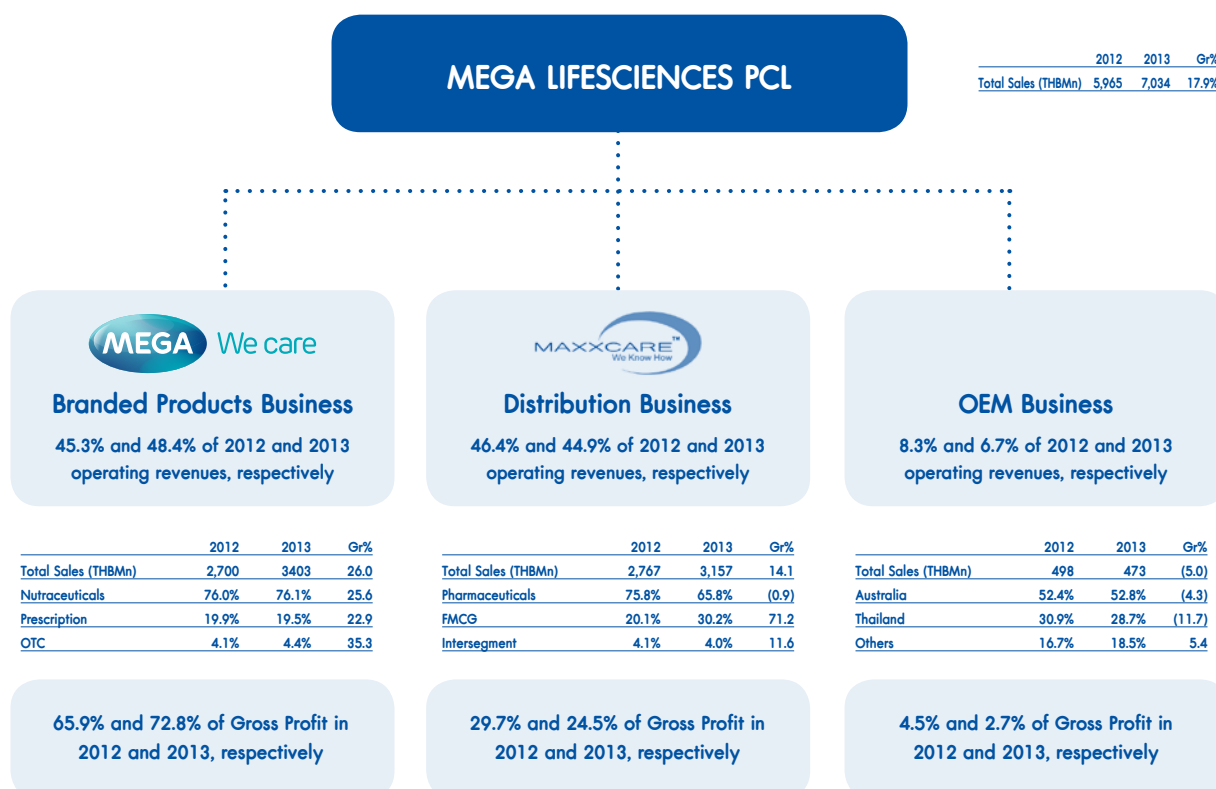 MEGA LIFESCIENCES PCL
2012 2013 Gr%
Total Sales (THBMn) 5,965 7,034 17.9%
MEGA We care
Branded Products Business
45.3% and 48.4% of 2012 and 2013
operating revenues, respectively
MAXXCARE™
We Know How
Distribution Business
46.4% and 44.9% of 2012 and 2013
operating revenues, respectively
OEM Business
8.3% and 6.7% of 2012 and 2013
operating revenues, respectively
2012 2013 Gr%
Total Sales (THBMn) 2,700 3403 26.0
Nutraceuticals 76.0% 76.1% 25.6
Prescription 19.9% 19.5% 22.9
OTC 4.1% 4.4% 35.3
2012 2013 Gr%
Total Sales (THBMn) 2,767 3,157 14.1
Pharmaceuticals 75.8% 65.8% (0.9)
FMCG 20.1% 30.2% 71.2
Intersegment 4.1% 4.0% 11.6
2012 2013 Gr%
Total Sales (THBMn) 498 473 (5.0)
Australia 52.4% 52.8% (4.3)
Thailand 30.9% 28.7% (11.7)
Others 16.7% 18.5% 5.4
65.9% and 72.8% of Gross Profit in
2012 and 2013, respectively
29.7% and 24.5% of Gross Profit in
2012 and 2013, respectively
4.5% and 2.7% of Gross Profit in
2012 and 2013, respectively